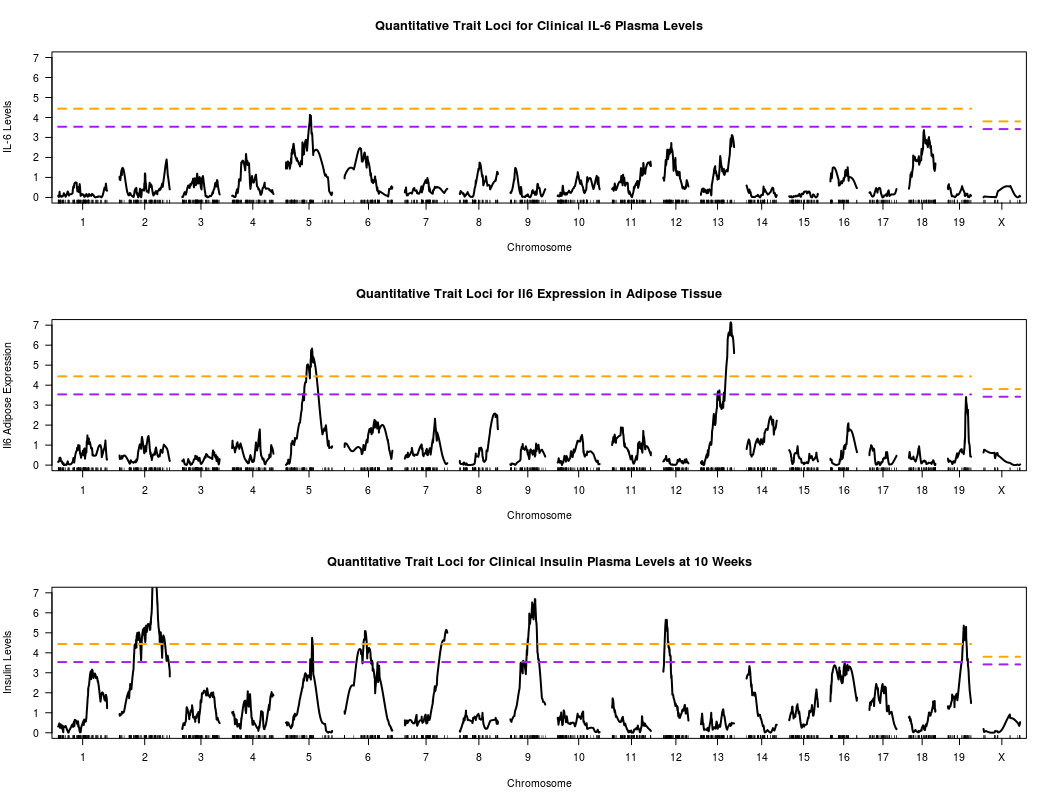 Quantitative Trait Loci for Clinical IL-6 Plasma Levels
IL-6 Levels
7
6
5
4
3
2
1
0
1 2 3 4 5 6 7 8 9 10 11 12 13 14 15 16 17 18 19 X
Chromosome
Quantitative Trait Loci for Il6 Expression in Adipose Tissue
Il6 Adipose Expression
7
6
5
4
3
2
1
0
1 2 3 4 5 6 7 8 9 10 11 12 13 14 15 16 17 18 19 X
Chromosome
Quantitative Trait Loci for Clinical Insulin Plasma Levels at 10 Weeks
Insulin Levels
7
6
5
4
3
2
1
0
1 2 3 4 5 6 7 8 9 10 11 12 13 14 15 16 17 18 19 X
Chromosome